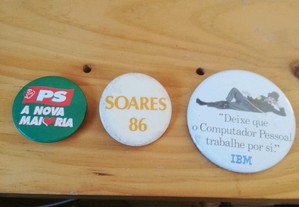 PS
A NOVA
MAIORIA
SOARES
86
"Deixe que
o Computador Pessoal
trabalhe por si."
IBM